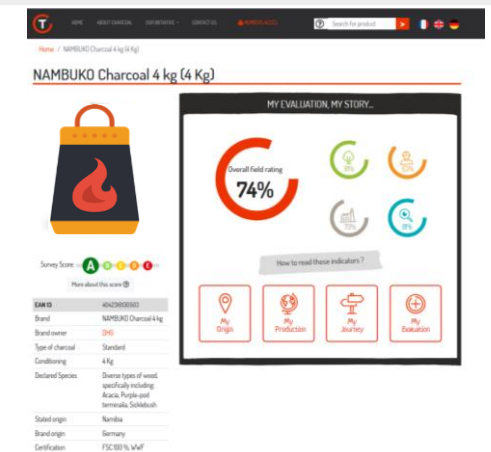 T
HOME ABOUT CHARCOAL OUR INITIATIVE CONTACT US MEMBERS ACCESS Search for product >
Home / NAMBUKO Charcoal 4 kg (4 Kg)
NAMBUKO Charcoal 4 kg (4 Kg)
MY EVALUATION, MY STORY...
Overall field rating
74%
How to read these indicators ?
Survey Score: A B C D E
More about this score
My Origin
My Production
My Journey
My Evaluation
EAN 13
Brand NAMBUKO Charcoal 4 kg
Brand owner DHG
Type of charcoal Standard
Conditioning 4 Kg
Declared Species Diverse types of wood,
specifically including:
Acacia, Purple-pod
terminalia, Sicklebush
Stated origin Namibia
Brand origin Germany
Certification FSC 100 %, WWF